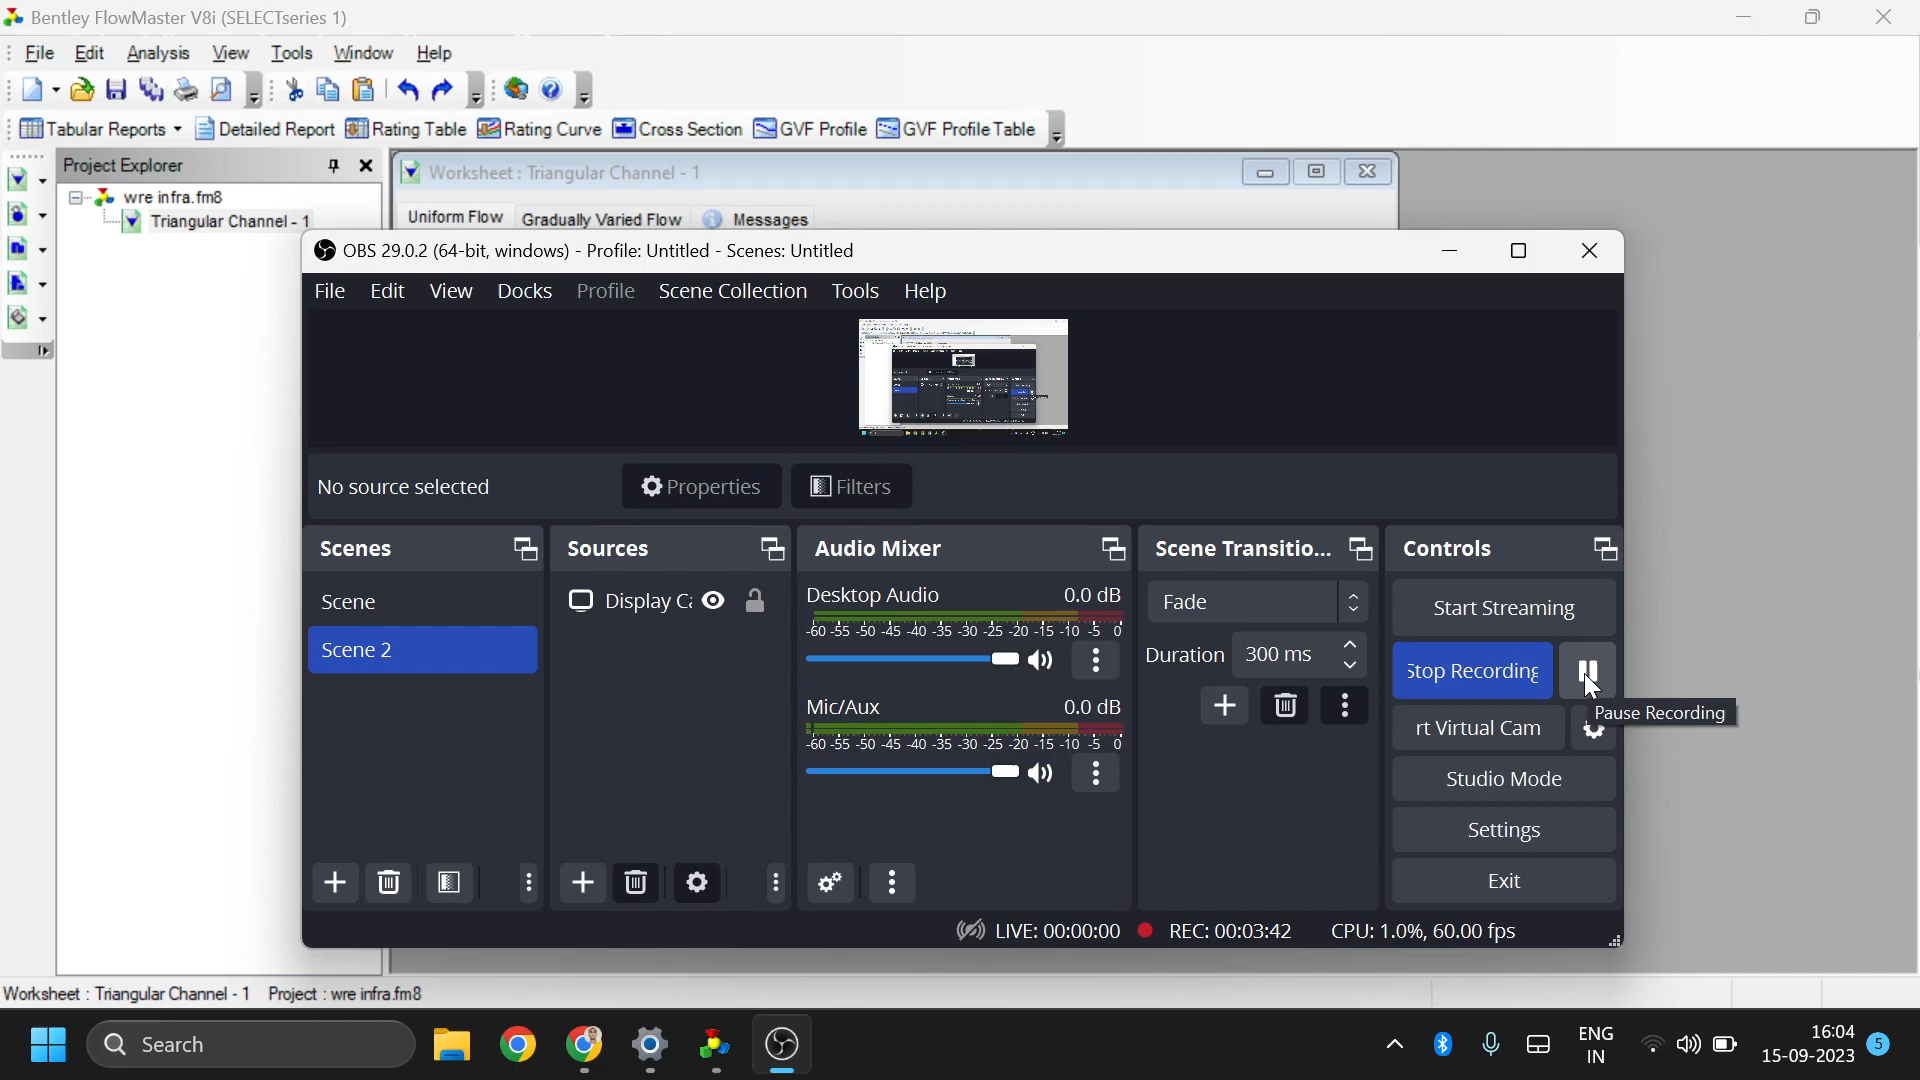 Bentley FlowMaster V8i (SELECTseries 1)
File Edit Analysis View Tools Window Help
Tabular Reports Detailed Report Rating Table Rating Curve Cross Section GVF Profile GVF Profile Table
Project Explorer
wre infra.fm8
Triangular Channel - 1
Worksheet : Triangular Channel - 1
Uniform Flow Gradually Varied Flow Messages
OBS 29.0.2 (64-bit, windows) - Profile: Untitled - Scenes: Untitled
File Edit View Docks Profile Scene Collection Tools Help
No source selected Properties Filters
Scenes Sources Audio Mixer Scene Transitio... Controls
Scene
Scene 2
Display Ca
Desktop Audio 0.0 dB
-60 -55 -50 -45 -40 -35 -30 -25 -20 -15 -10 -5 0
Mic/Aux 0.0 dB
-60 -55 -50 -45 -40 -35 -30 -25 -20 -15 -10 -5 0
Fade
Duration 300 ms
Start Streaming
Stop Recording
Pause Recording
rt Virtual Cam
Studio Mode
Settings
Exit
LIVE: 00:00:00 REC: 00:03:42 CPU: 1.0%, 60.00 fps
Worksheet : Triangular Channel - 1 Project : wre infra.fm8
Search
ENG
IN
16:04
15-09-2023
5